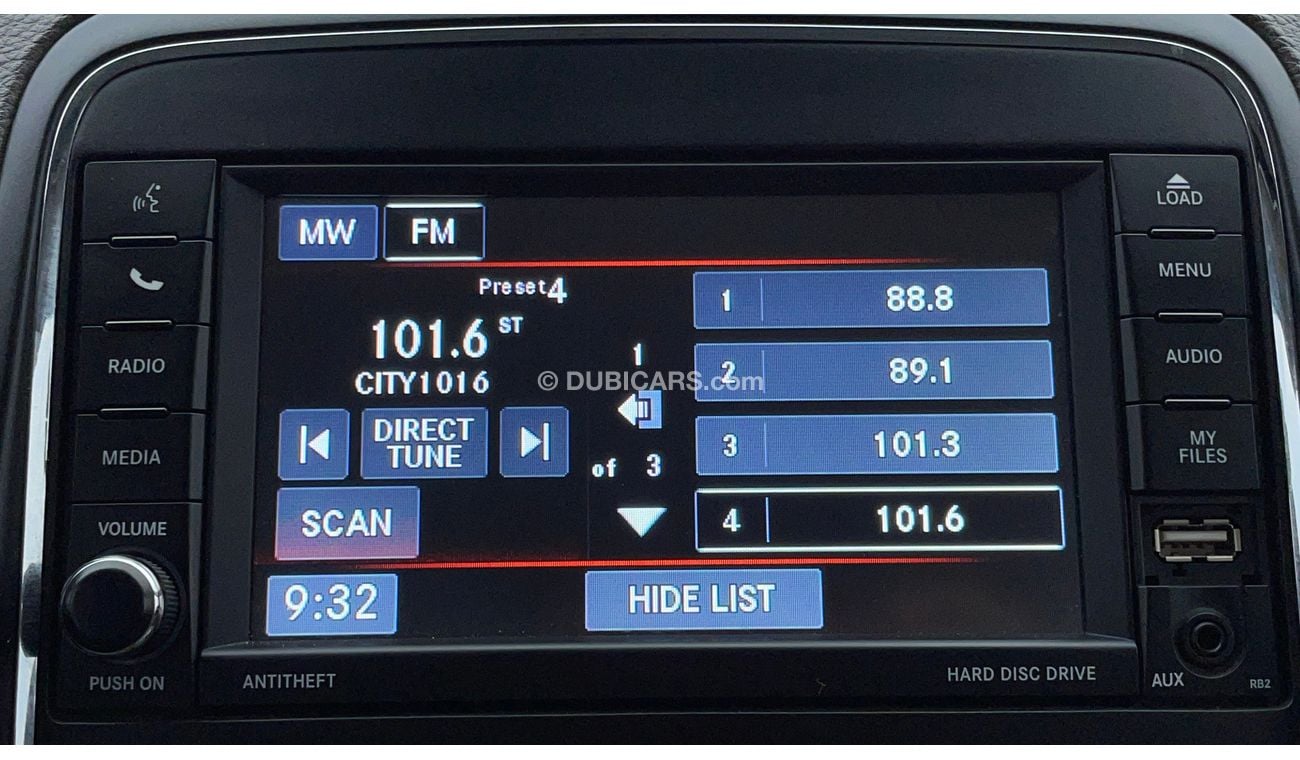 MW FM
Preset 4
101.6 ST
CITY1016
DIRECT
TUNE
SCAN
9:32
1
of 3
1 88.8
2 89.1
3 101.3
4 101.6
HIDE LIST
© DUBICARS.com
RADIO
MEDIA
VOLUME
PUSH ON
ANTITHEFT
HARD DISC DRIVE
LOAD
MENU
AUDIO
MY
FILES
AUX
RB2